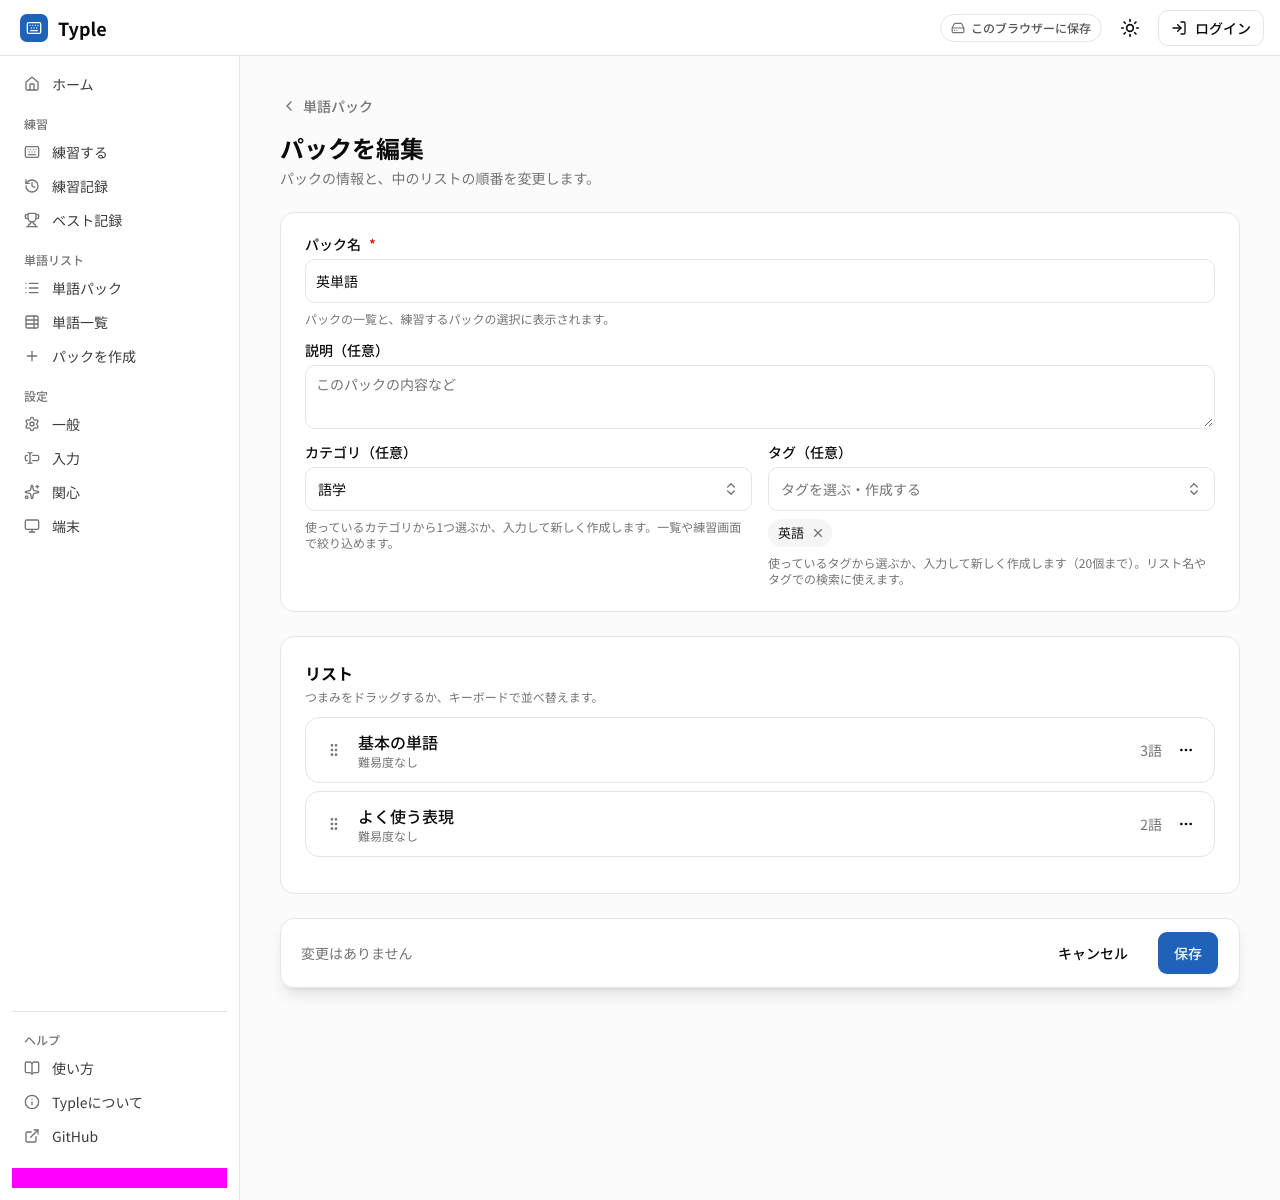 Typle
このブラウザーに保存
ログイン
ホーム
練習
練習する
練習記録
ベスト記録
単語リスト
単語パック
単語一覧
パックを作成
設定
一般
入力
関心
端末
ヘルプ
使い方
Typleについて
GitHub
単語パック
パックを編集
パックの情報と、中のリストの順番を変更します。
パック名 *
英単語
パックの一覧と、練習するパックの選択に表示されます。
説明（任意）
このパックの内容など
カテゴリ（任意）
語学
使っているカテゴリから1つ選ぶか、入力して新しく作成します。一覧や練習画面
で絞り込めます。
タグ（任意）
タグを選ぶ・作成する
英語
使っているタグから選ぶか、入力して新しく作成します（20個まで）。リスト名や
タグでの検索に使えます。
リスト
つまみをドラッグするか、キーボードで並べ替えます。
基本の単語
難易度なし
3語
よく使う表現
難易度なし
2語
変更はありません
キャンセル
保存